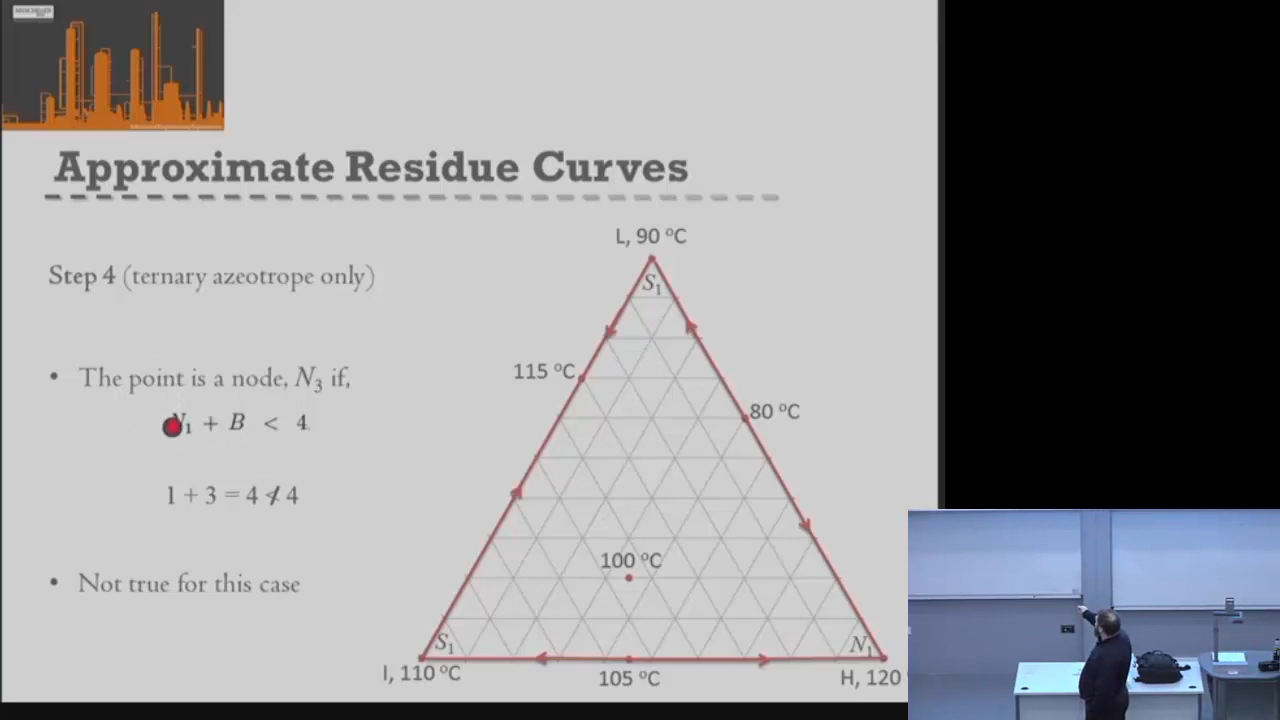 MANCHESTER
Approximate Residue Curves
L, 90 °C
Step 4 (ternary azeotrope only)
S₁
• The point is a node, N₃ if,
115 °C
80 °C
₁ + B < 4
1 + 3 = 4 ≮ 4
100 °C
• Not true for this case
S₁
N₁
I, 110 °C
105 °C
H, 120